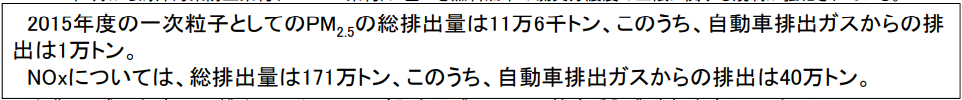 2015年度の一次粒子としてのPM2.5の総排出量は11万6千トン、このうち、自動車排出ガスからの排
出は1万トン。
NOxについては、総排出量は171万トン、このうち、自動車排出ガスからの排出は40万トン。